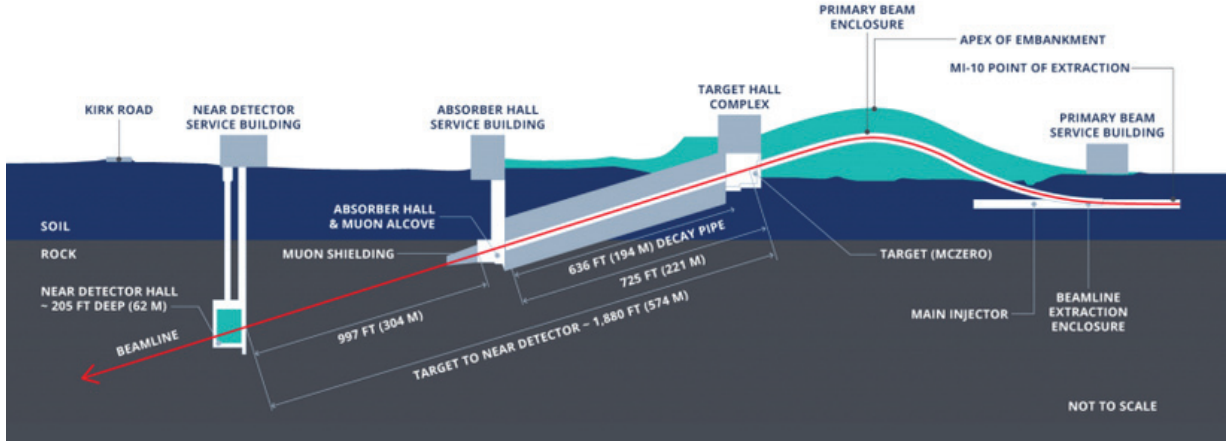 PRIMARY BEAM
ENCLOSURE
APEX OF EMBANKMENT
MI-10 POINT OF EXTRACTION
KIRK ROAD
NEAR DETECTOR
SERVICE BUILDING
ABSORBER HALL
SERVICE BUILDING
TARGET HALL
COMPLEX
PRIMARY BEAM
SERVICE BUILDING
SOIL
ROCK
ABSORBER HALL
& MUON ALCOVE
MUON SHIELDING
636 FT (194 M) DECAY PIPE
725 FT (221 M)
TARGET (MCZERO)
NEAR DETECTOR HALL
~ 205 FT DEEP (62 M)
BEAMLINE
997 FT (304 M)
TARGET TO NEAR DETECTOR ~ 1,880 FT (574 M)
MAIN INJECTOR
BEAMLINE
EXTRACTION
ENCLOSURE
NOT TO SCALE